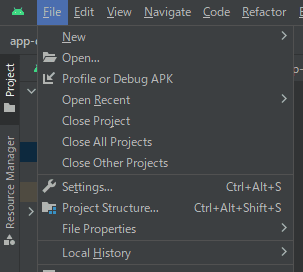 File Edit View Navigate Code Refactor
app-
New
Open...
Profile or Debug APK
Open Recent
Close Project
Close All Projects
Close Other Projects
Settings... Ctrl+Alt+S
Project Structure... Ctrl+Alt+Shift+S
File Properties
Local History
Project
Resource Manager